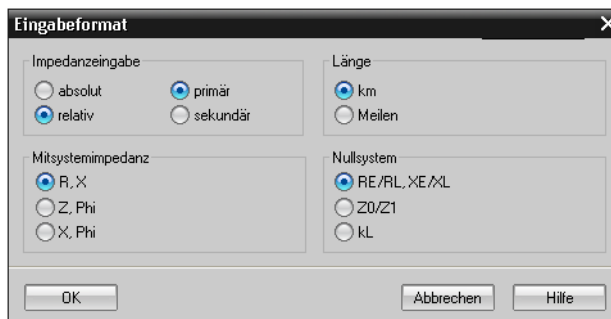 Eingabeformat
Impedanzeingabe
absolut
primär
relativ
sekundär
Länge
km
Meilen
Mitsystemimpedanz
R, X
Z, Phi
X, Phi
Nullsystem
RE/RL, XE/XL
Z0/Z1
kL
OK
Abbrechen
Hilfe